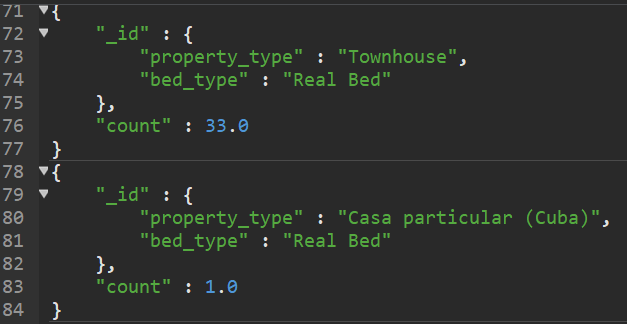 71 {
72 "_id" : {
73 "property_type" : "Townhouse",
74 "bed_type" : "Real Bed"
75 },
76 "count" : 33.0
77 }
78 {
79 "_id" : {
80 "property_type" : "Casa particular (Cuba)",
81 "bed_type" : "Real Bed"
82 },
83 "count" : 1.0
84 }